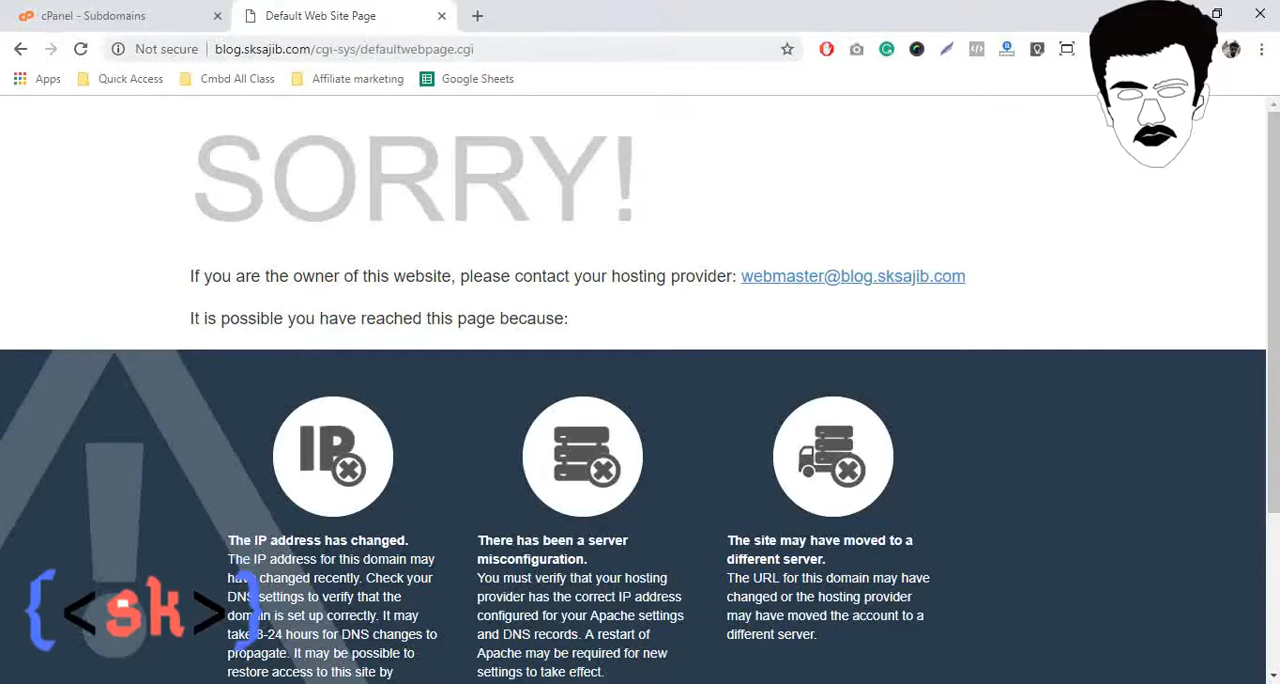 cPanel - Subdomains
Default Web Site Page
Not secure
blog.sksajib.com/cgi-sys/defaultwebpage.cgi
Apps
Quick Access
Cmbd All Class
Affiliate marketing
Google Sheets
SORRY!
If you are the owner of this website, please contact your hosting provider: webmaster@blog.sksajib.com
It is possible you have reached this page because:
IP
The IP address has changed.
The IP address for this domain may
have changed recently. Check your
DNS settings to verify that the
domain is set up correctly. It may
take 8-24 hours for DNS changes to
propagate. It may be possible to
restore access to this site by
There has been a server
misconfiguration.
You must verify that your hosting
provider has the correct IP address
configured for your Apache settings
and DNS records. A restart of
Apache may be required for new
settings to take effect.
The site may have moved to a
different server.
The URL for this domain may have
changed or the hosting provider
may have moved the account to a
different server.
{<sk>}